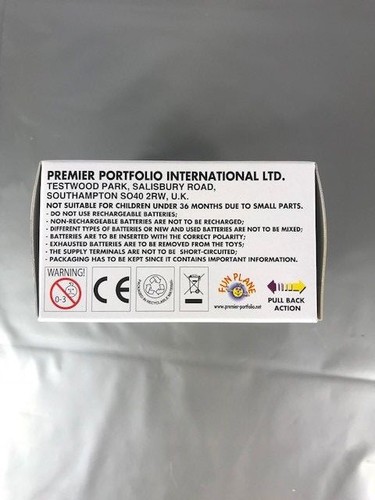 PREMIER PORTFOLIO INTERNATIONAL LTD.
TESTWOOD PARK, SALISBURY ROAD,
SOUTHAMPTON SO40 2RW, U.K.
NOT SUITABLE FOR CHILDREN UNDER 36 MONTHS DUE TO SMALL PARTS.
- DO NOT USE RECHARGEABLE BATTERIES;
- NON-RECHARGEABLE BATTERIES ARE NOT TO BE RECHARGED;
- DIFFERENT TYPES OF BATTERIES OR NEW AND USED BATTERIES ARE NOT TO BE MIXED;
- BATTERIES ARE TO BE INSERTED WITH THE CORRECT POLARITY;
- EXHAUSTED BATTERIES ARE TO BE REMOVED FROM THE TOYS;
- THE SUPPLY TERMINALS ARE NOT TO BE SHORT-CIRCUITED;
- PACKAGING HAS TO BE KEPT SINCE IT CONTAINS IMPORTANT INFORMATION.
WARNING!
0-3
CE
FUN PLANET
www.premier-portfolio.net
PULL BACK
ACTION